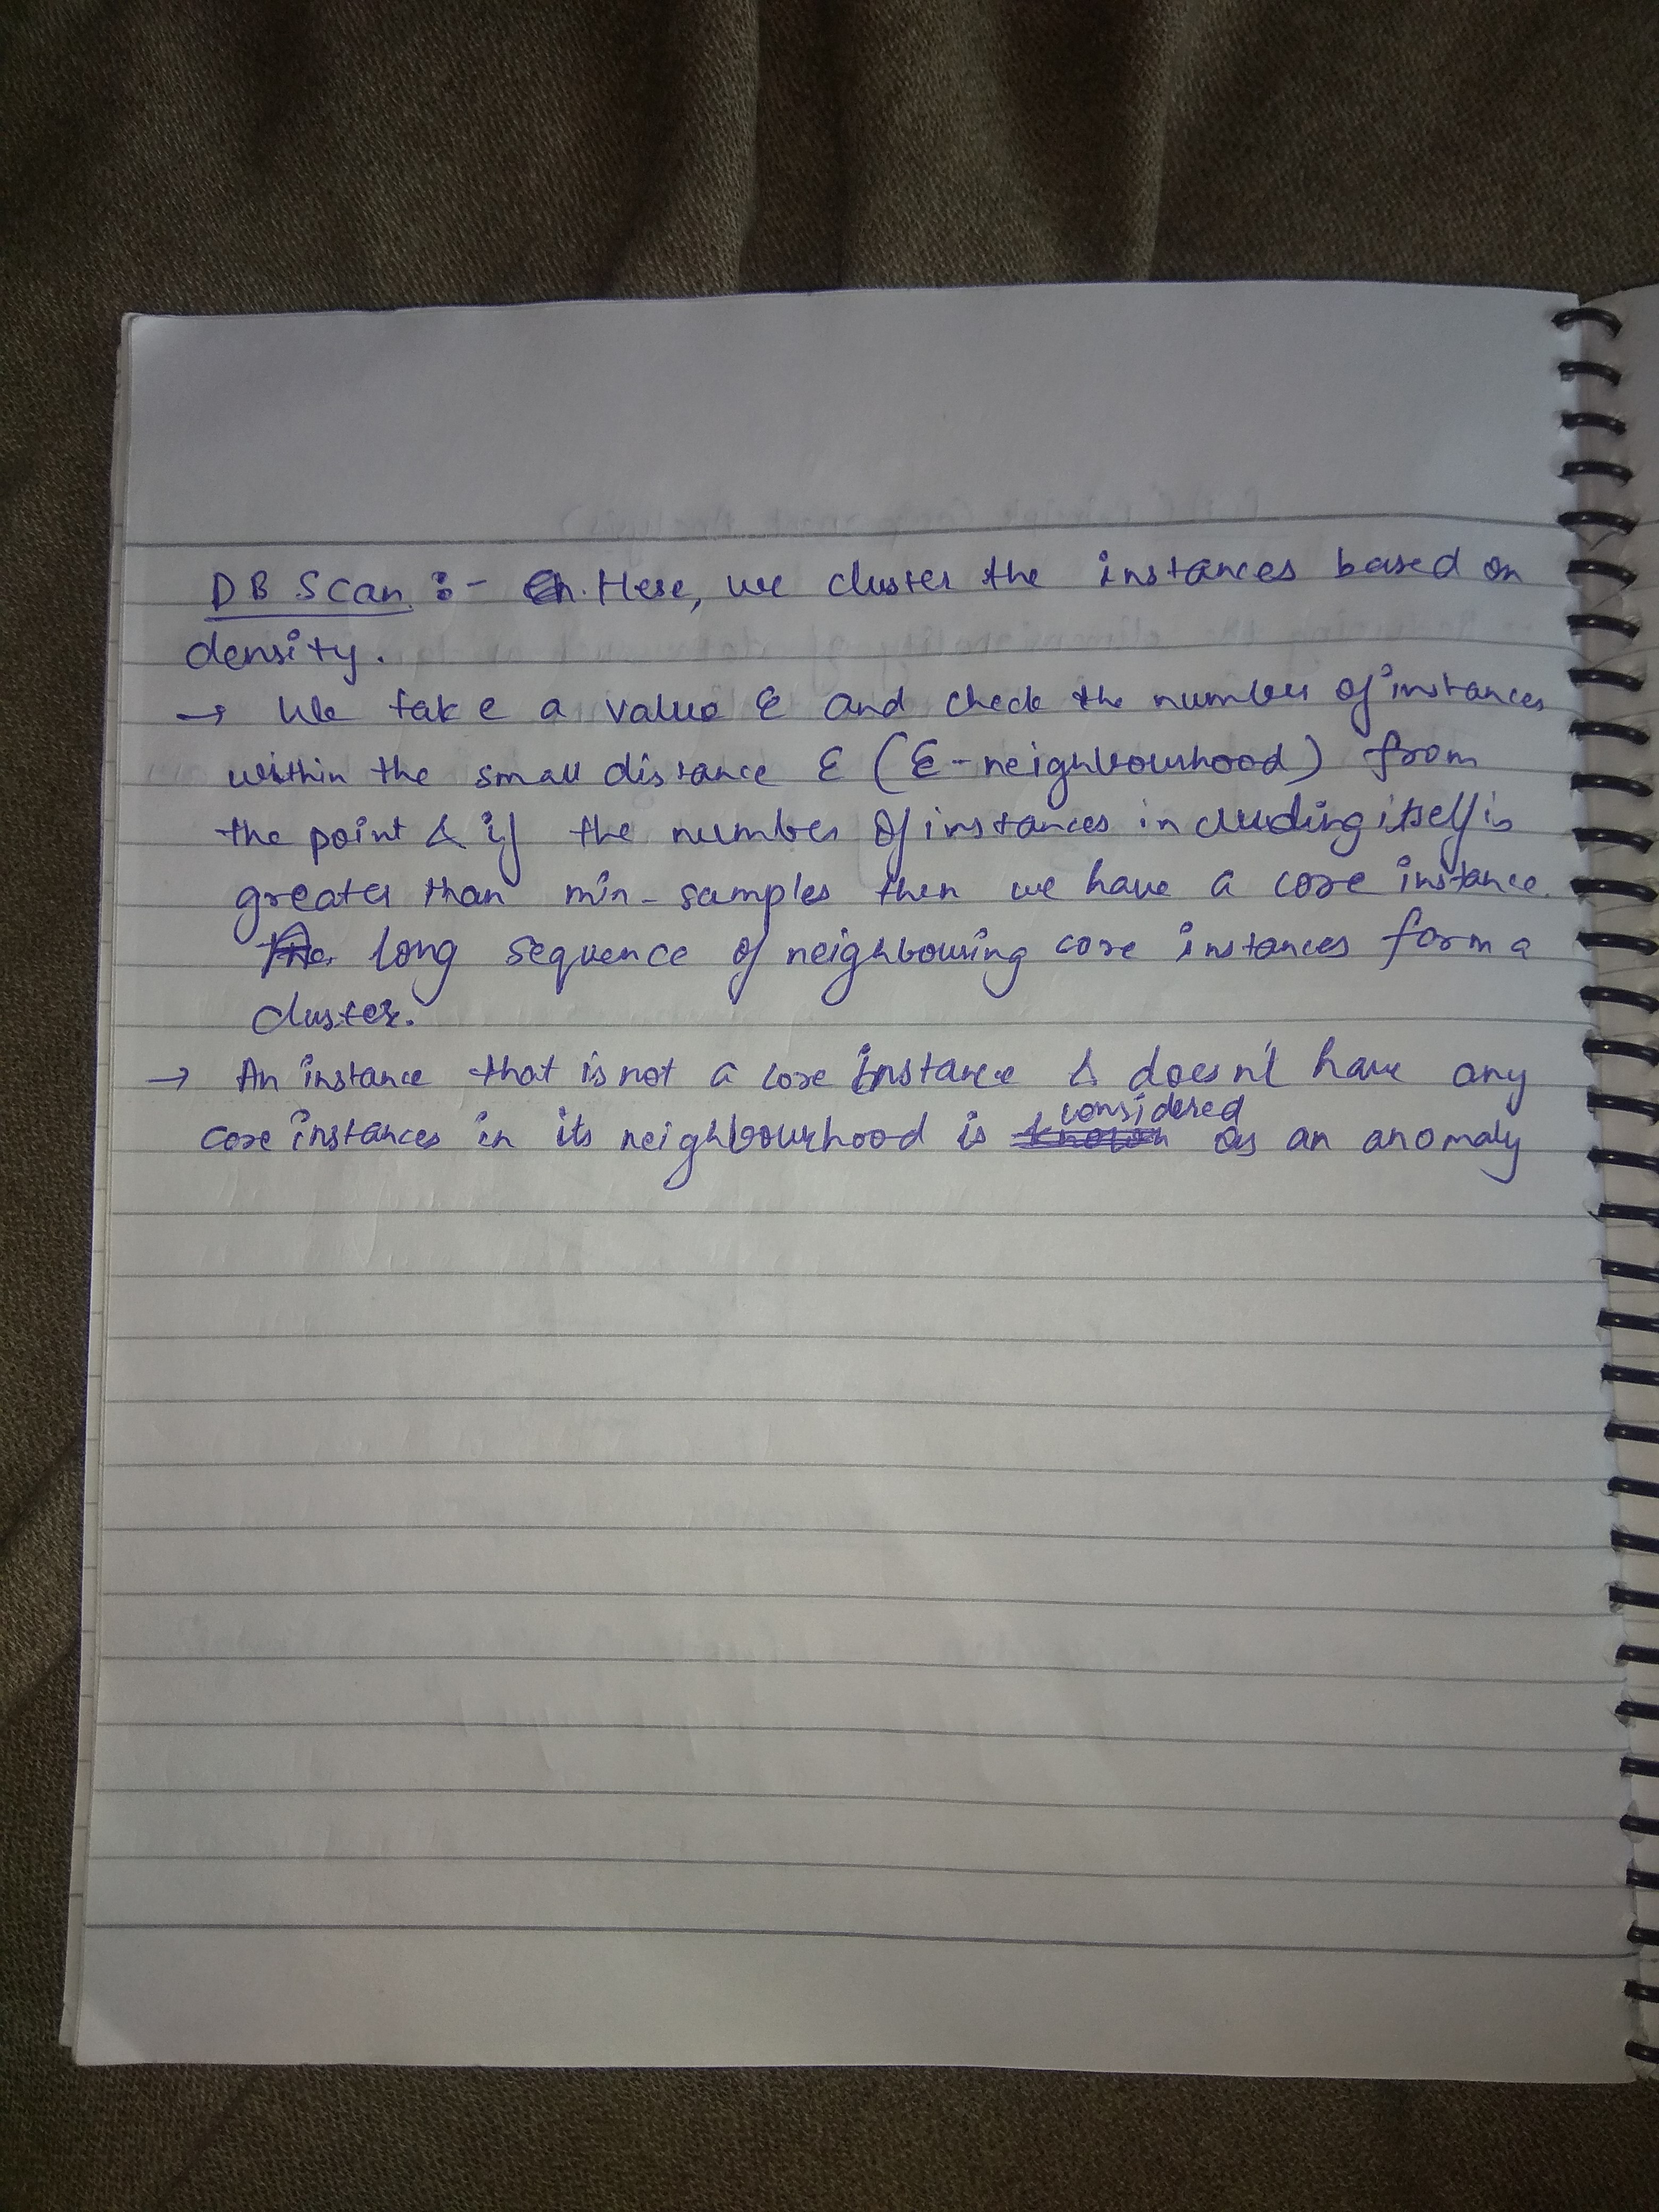 DB Scan :- Here, we cluster the instances based on
density.
→ We take a value ε and check the number of instances
within the small distance ε (ε-neighbourhood) from
the point & if the number of instances including itself is
greater than min-samples then we have a core instance.
long sequence of neighbouring core instances form a
cluster.
→ An instance that is not a core instance & doesn't have any
core instances in its neighbourhood is considered as an anomaly